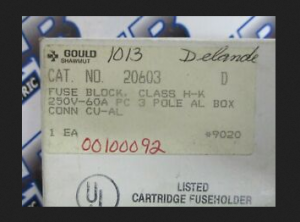 GOULD 1013 Delande
SHAWMUT
CAT. NO. 20603 D
FUSE BLOCK, CLASS H-K
250V-60A PC 3 POLE AL BOX
CONN CU-AL
1 EA *9020
00100092
UL
LISTED
CARTRIDGE FUSEHOLDER